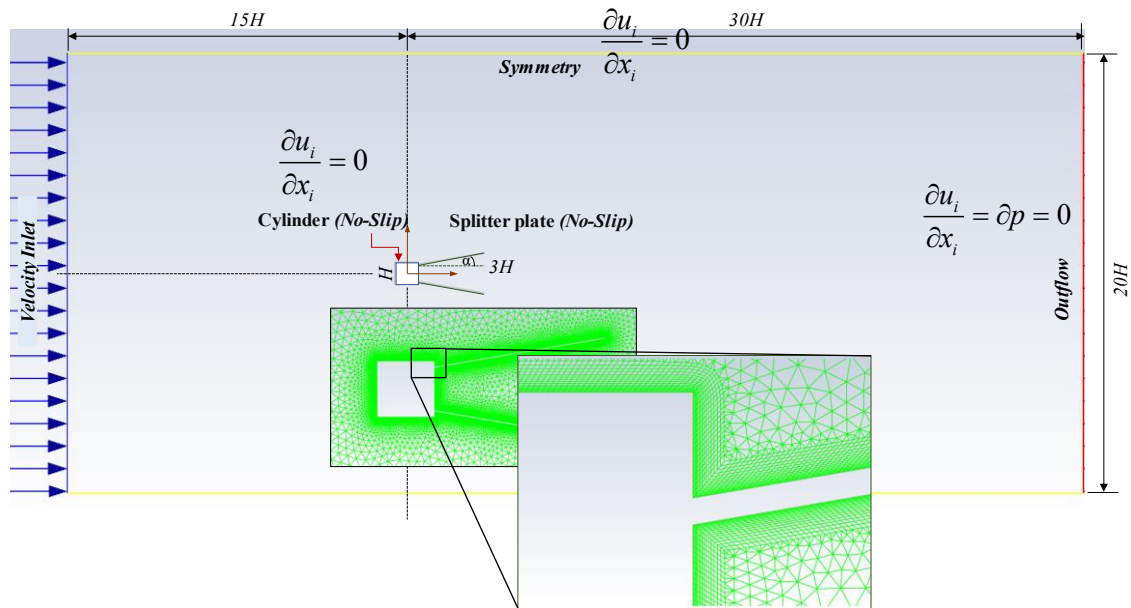 15H
30H
∂u_i/∂x_i = 0
Symmetry
∂u_i/∂x_i = 0
Cylinder (No-Slip)
Splitter plate (No-Slip)
∂u_i/∂x_i = ∂p = 0
Velocity Inlet
H
α
3H
Outflow
20H